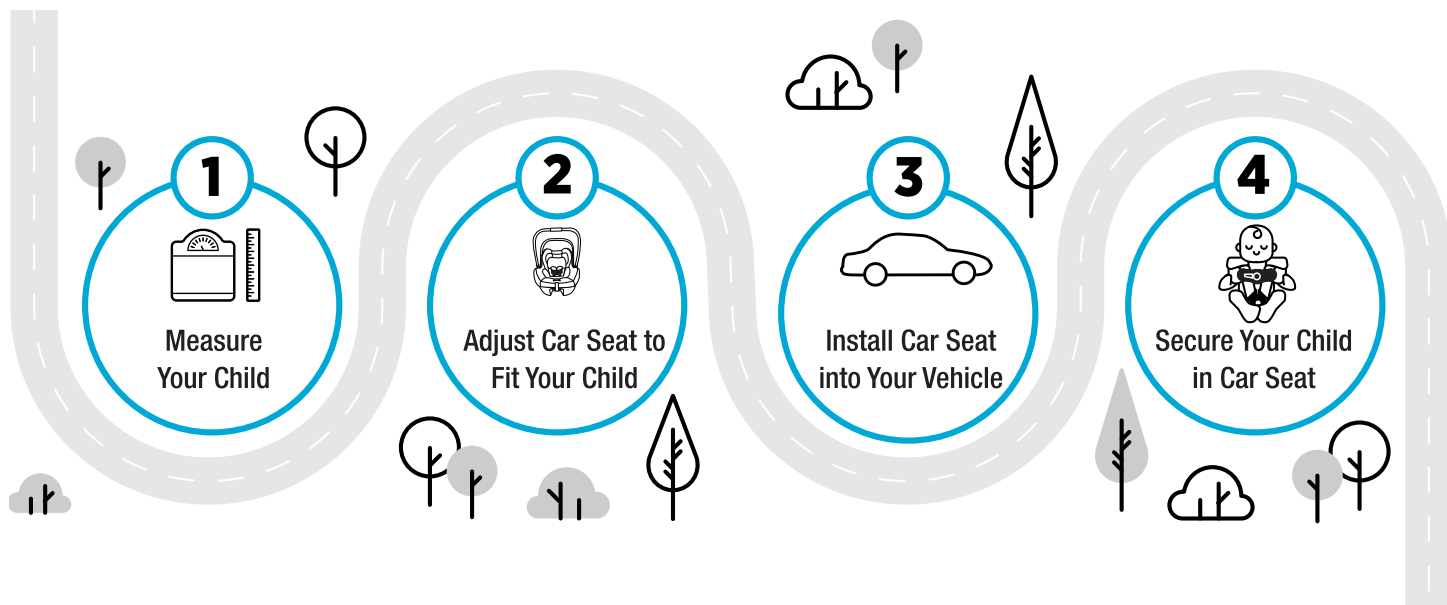 1
Measure
Your Child
2
Adjust Car Seat to
Fit Your Child
3
Install Car Seat
into Your Vehicle
4
Secure Your Child
in Car Seat